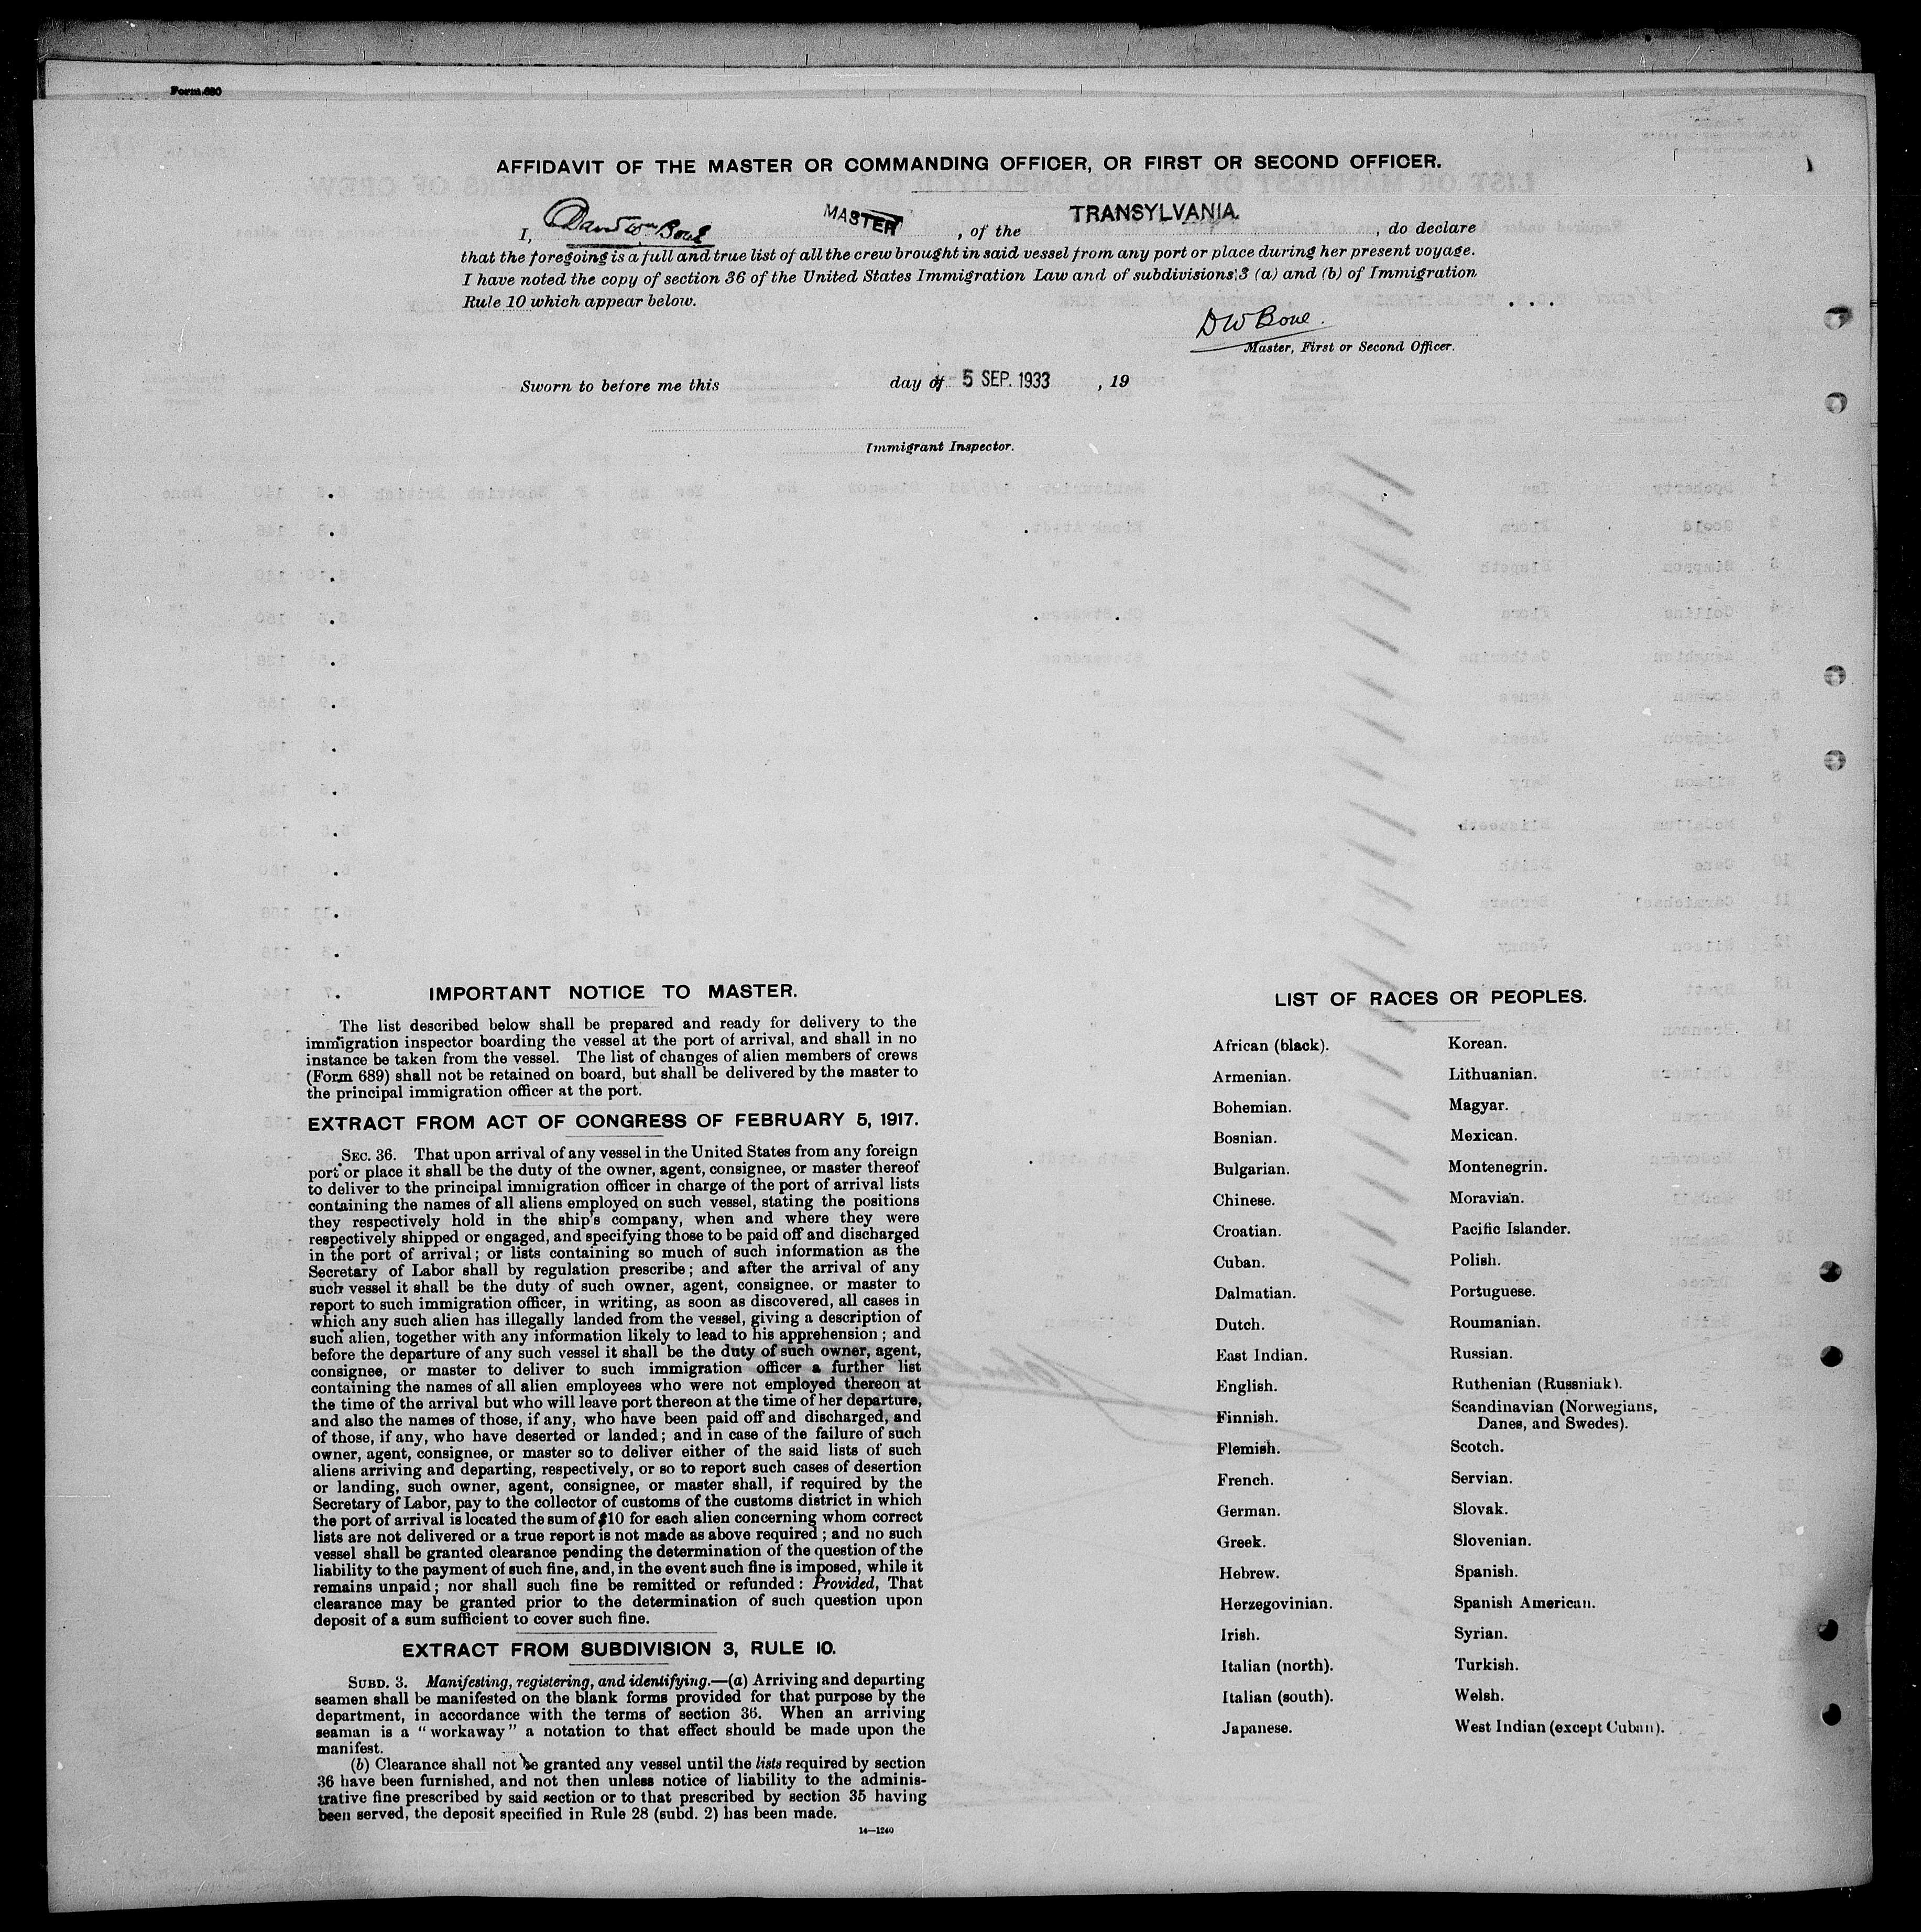 Form 680
AFFIDAVIT OF THE MASTER OR COMMANDING OFFICER, OR FIRST OR SECOND OFFICER.
I, David Wm Bone MASTER, of the TRANSYLVANIA, do declare
that the foregoing is a full and true list of all the crew brought in said vessel from any port or place during her present voyage.
I have noted the copy of section 36 of the United States Immigration Law and of subdivisions 3 (a) and (b) of Immigration
Rule 10 which appear below.
DW Bone.
Master, First or Second Officer.
Sworn to before me this day of 5 SEP. 1933, 19
Immigrant Inspector.
IMPORTANT NOTICE TO MASTER.
The list described below shall be prepared and ready for delivery to the
immigration inspector boarding the vessel at the port of arrival, and shall in no
instance be taken from the vessel. The list of changes of alien members of crews
(Form 689) shall not be retained on board, but shall be delivered by the master to
the principal immigration officer at the port.
EXTRACT FROM ACT OF CONGRESS OF FEBRUARY 5, 1917.
SEC. 36. That upon arrival of any vessel in the United States from any foreign
port or place it shall be the duty of the owner, agent, consignee, or master thereof
to deliver to the principal immigration officer in charge of the port of arrival lists
containing the names of all aliens employed on such vessel, stating the positions
they respectively hold in the ship's company, when and where they were
respectively shipped or engaged, and specifying those to be paid off and discharged
in the port of arrival; or lists containing so much of such information as the
Secretary of Labor shall by regulation prescribe; and after the arrival of any
such vessel it shall be the duty of such owner, agent, consignee, or master to
report to such immigration officer, in writing, as soon as discovered, all cases in
which any such alien has illegally landed from the vessel, giving a description of
such alien, together with any information likely to lead to his apprehension; and
before the departure of any such vessel it shall be the duty of such owner, agent,
consignee, or master to deliver to such immigration officer a further list
containing the names of all alien employees who were not employed thereon at
the time of the arrival but who will leave port thereon at the time of her departure,
and also the names of those, if any, who have been paid off and discharged, and
of those, if any, who have deserted or landed; and in case of the failure of such
owner, agent, consignee, or master so to deliver either of the said lists of such
aliens arriving and departing, respectively, or so to report such cases of desertion
or landing, such owner, agent, consignee, or master shall, if required by the
Secretary of Labor, pay to the collector of customs of the customs district in which
the port of arrival is located the sum of $10 for each alien concerning whom correct
lists are not delivered or a true report is not made as above required; and no such
vessel shall be granted clearance pending the determination of the question of the
liability to the payment of such fine, and, in the event such fine is imposed, while it
remains unpaid; nor shall such fine be remitted or refunded: Provided, That
clearance may be granted prior to the determination of such question upon
deposit of a sum sufficient to cover such fine.
EXTRACT FROM SUBDIVISION 3, RULE 10.
SUBD. 3. Manifesting, registering, and identifying.—(a) Arriving and departing
seamen shall be manifested on the blank forms provided for that purpose by the
department, in accordance with the terms of section 36. When an arriving
seaman is a "workaway" a notation to that effect should be made upon the
manifest.
(b) Clearance shall not be granted any vessel until the lists required by section
36 have been furnished, and not then unless notice of liability to the adminis-
trative fine prescribed by said section or to that prescribed by section 35 having
been served, the deposit specified in Rule 28 (subd. 2) has been made.
14—1240
LIST OF RACES OR PEOPLES.
African (black).
Armenian.
Bohemian.
Bosnian.
Bulgarian.
Chinese.
Croatian.
Cuban.
Dalmatian.
Dutch.
East Indian.
English.
Finnish.
Flemish.
French.
German.
Greek.
Hebrew.
Herzegovinian.
Irish.
Italian (north).
Italian (south).
Japanese.
Korean.
Lithuanian.
Magyar.
Mexican.
Montenegrin.
Moravian.
Pacific Islander.
Polish.
Portuguese.
Roumanian.
Russian.
Ruthenian (Russniak).
Scandinavian (Norwegians,
Danes, and Swedes).
Scotch.
Servian.
Slovak.
Slovenian.
Spanish.
Spanish American.
Syrian.
Turkish.
Welsh.
West Indian (except Cuban).